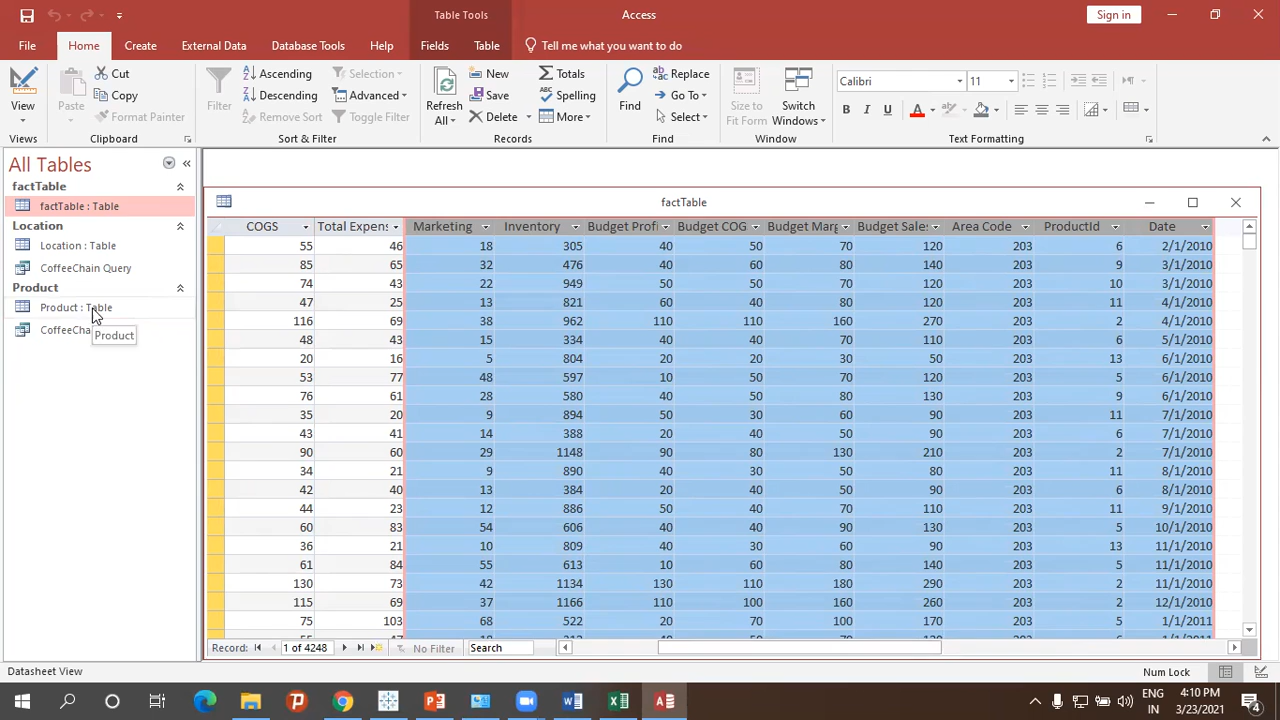 Table Tools
Access
Sign in
File Home Create External Data Database Tools Help Fields Table Tell me what you want to do
View
Views
Paste
Cut
Copy
Format Painter
Clipboard
Filter
Ascending
Descending
Remove Sort
Selection
Advanced
Toggle Filter
Sort & Filter
Refresh All
New
Save
Delete
Totals
Spelling
More
Records
Find
Replace
Go To
Select
Find
Size to Fit Form
Switch Windows
Window
Calibri 11
B I U A
Text Formatting
All Tables
factTable
factTable : Table
Location
Location : Table
CoffeeChain Query
Product
Product : Table
CoffeeCha
Product
factTable
COGS Total Expens Marketing Inventory Budget Profi Budget COG Budget Marg Budget Sale Area Code ProductId Date
55 46 18 305 40 50 70 120 203 6 2/1/2010
85 65 32 476 40 60 80 140 203 9 3/1/2010
74 43 22 949 50 50 70 120 203 10 3/1/2010
47 25 13 821 60 40 80 120 203 11 4/1/2010
116 69 38 962 110 110 160 270 203 2 4/1/2010
48 43 15 334 40 40 70 110 203 6 5/1/2010
20 16 5 804 20 20 30 50 203 13 6/1/2010
53 77 48 597 10 50 70 120 203 5 6/1/2010
76 61 28 580 40 50 80 130 203 9 6/1/2010
35 20 9 894 50 30 60 90 203 11 7/1/2010
43 41 14 388 20 40 50 90 203 6 7/1/2010
90 60 29 1148 90 80 130 210 203 2 7/1/2010
34 21 9 890 40 30 50 80 203 11 8/1/2010
42 40 13 384 20 40 50 90 203 6 8/1/2010
44 23 12 886 50 40 70 110 203 11 9/1/2010
60 83 54 606 40 40 90 130 203 5 10/1/2010
36 21 10 809 40 30 60 90 203 13 11/1/2010
61 84 55 613 10 60 80 140 203 5 11/1/2010
130 73 42 1134 130 110 180 290 203 2 11/1/2010
115 69 37 1166 110 100 160 260 203 2 12/1/2010
75 103 68 522 20 70 100 170 203 5 1/1/2011
Record: 1 of 4248 No Filter Search
Datasheet View
Num Lock
ENG
IN
4:10 PM
3/23/2021
4